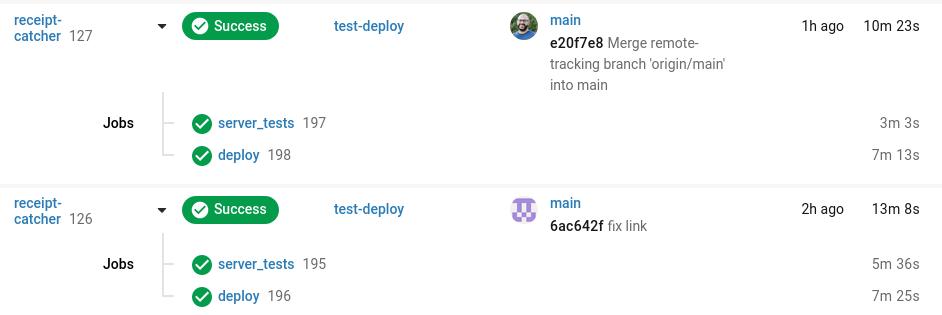 receipt-
catcher 127 Success test-deploy main 1h ago 10m 23s
e20f7e8 Merge remote-
tracking branch 'origin/main'
into main
Jobs server_tests 197 3m 3s
deploy 198 7m 13s
receipt-
catcher 126 Success test-deploy main 2h ago 13m 8s
6ac642f fix link
Jobs server_tests 195 5m 36s
deploy 196 7m 25s